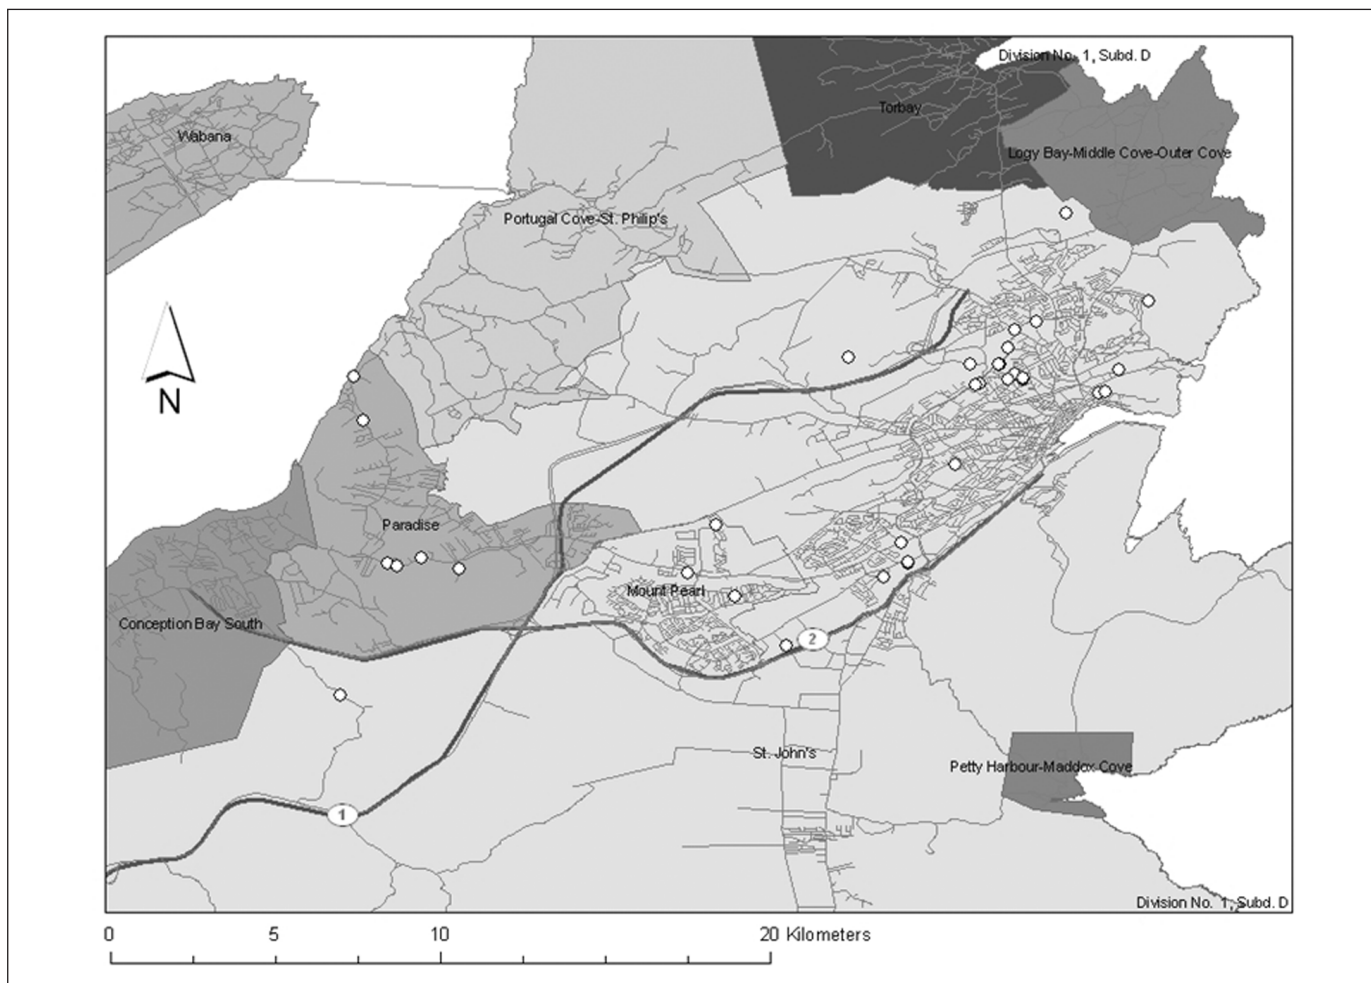 Division No. 1, Subd. D
Torbay
Wabana
Logy Bay-Middle Cove-Outer Cove
Portugal Cove-St. Philip's
N
Paradise
Mount Pearl
Conception Bay South
2
St. John's
Petty Harbour-Maddox Cove
1
Division No. 1, Subd. D
0 5 10 20 Kilometers